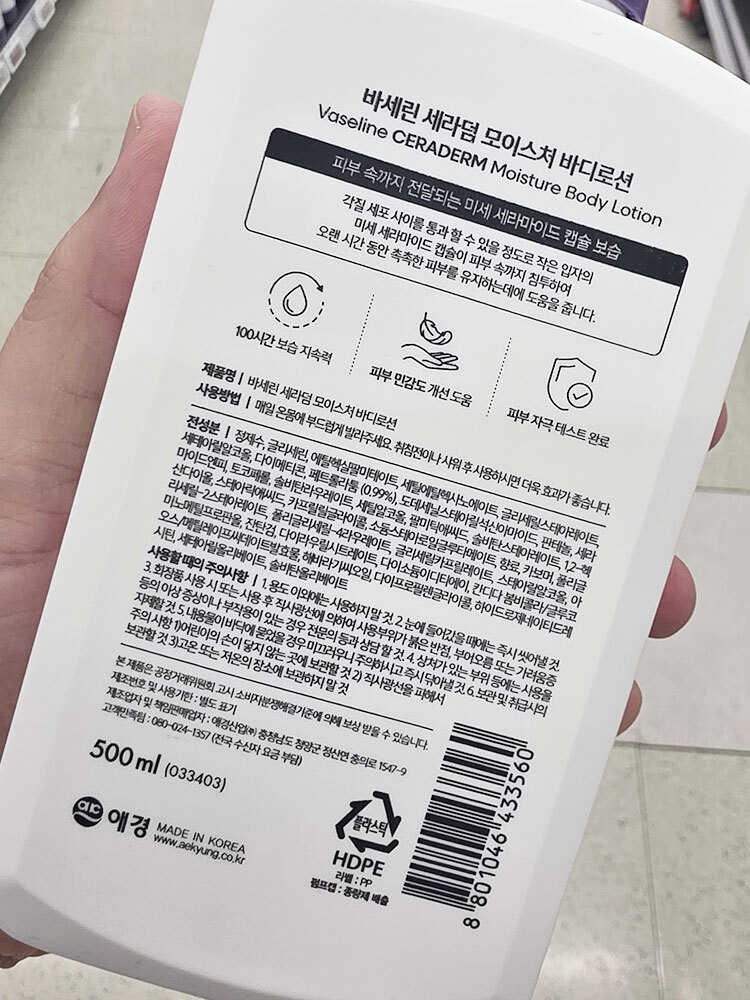 바세린 세라덤 모이스쳐 바디로션
Vaseline CERADERM Moisture Body Lotion
피부 속까지 전달되는 미세 세라마이드 캡슐 보습
각질 세포 사이를 통과 할 수 있을 정도로 작은 입자의
미세 세라마이드 캡슐이 피부 속까지 침투하여
오랜 시간 동안 촉촉한 피부를 유지하는데에 도움을 줍니다.
100시간 보습 지속력
피부 민감도 개선 도움
피부 자극 테스트 완료
제품명 | 바세린 세라덤 모이스쳐 바디로션
사용방법 | 매일 온몸에 부드럽게 발라주세요. 취침전이나 샤워 후 사용하시면 더욱 효과가 좋습니다.
전성분 | 정제수, 글리세린, 에틸헥실팔미테이트, 세틸에틸헥사노에이트, 글리세릴스테아레이트,
세테아릴알코올, 다이메티콘, 페트롤라툼 (0.99%), 도데세닐스테아릴석신아마이드, 판테놀, 세라
마이드엔피, 토코페롤, 솔비탄라우레이트, 세틸알코올, 팔미틱애씨드, 솔비탄스테아레이트, 1,2-헥
산다이올, 스테아릭애씨드, 카프릴릴글라이콜, 소듐스테아로일글루타메이트, 향료, 카보머, 폴리글
리세릴-2스테아레이트, 폴리글리세릴-4라우레이트, 글리세릴카프릴레이트, 스테아릴알코올, 아
미노메틸프로판올, 잔탄검, 다이라우릴시트레이트, 다이소듐이디티에이, 칸디다 봄비콜라/글루코
오스/메틸레이프씨데이트발효물, 해바라기씨오일, 다이프로필렌글라이콜, 하이드로제네이티드레
시틴, 세테아릴올리베이트, 솔비탄올리베이트
사용할 때의 주의사항 | 1. 용도 이외에는 사용하지 말 것. 2. 눈에 들어갔을 때에는 즉시 씻어낼 것
3. 화장품 사용 시 또는 사용 후 직사광선에 의하여 사용부위가 붉은 반점, 부어오름 또는 가려움증
등의 이상 증상이나 부작용이 있는 경우 전문의 등과 상담 할 것. 4. 상처가 있는 부위 등에는 사용을
자제할 것 5. 내용물이 바닥에 묻었을 경우 미끄러우니 주의하시고 즉시 닦아낼 것. 6. 보관 및 취급시의
주의 사항 1)어린이의 손이 닿지 않는 곳에 보관할 것 2) 직사광선을 피해서
보관할 것 3)고온 또는 저온의 장소에 보관하지 말 것
본 제품은 공정거래위원회 고시 소비자분쟁해결기준에 의해 보상 받을 수 있습니다.
제조번호 및 사용기한 : 별도 표기
제조업자 및 책임판매업자 : 애경산업㈜ 충청남도 청양군 정산면 충의로 1547-9
고객만족팀 : 080-024-1357 (전국 수신자 요금 부담)
500 ml (033403)
애경 MADE IN KOREA
www.aekyung.co.kr
플라스틱
HDPE
라벨 : PP
펌프캡 : 종량제 배출
8 801046 433560